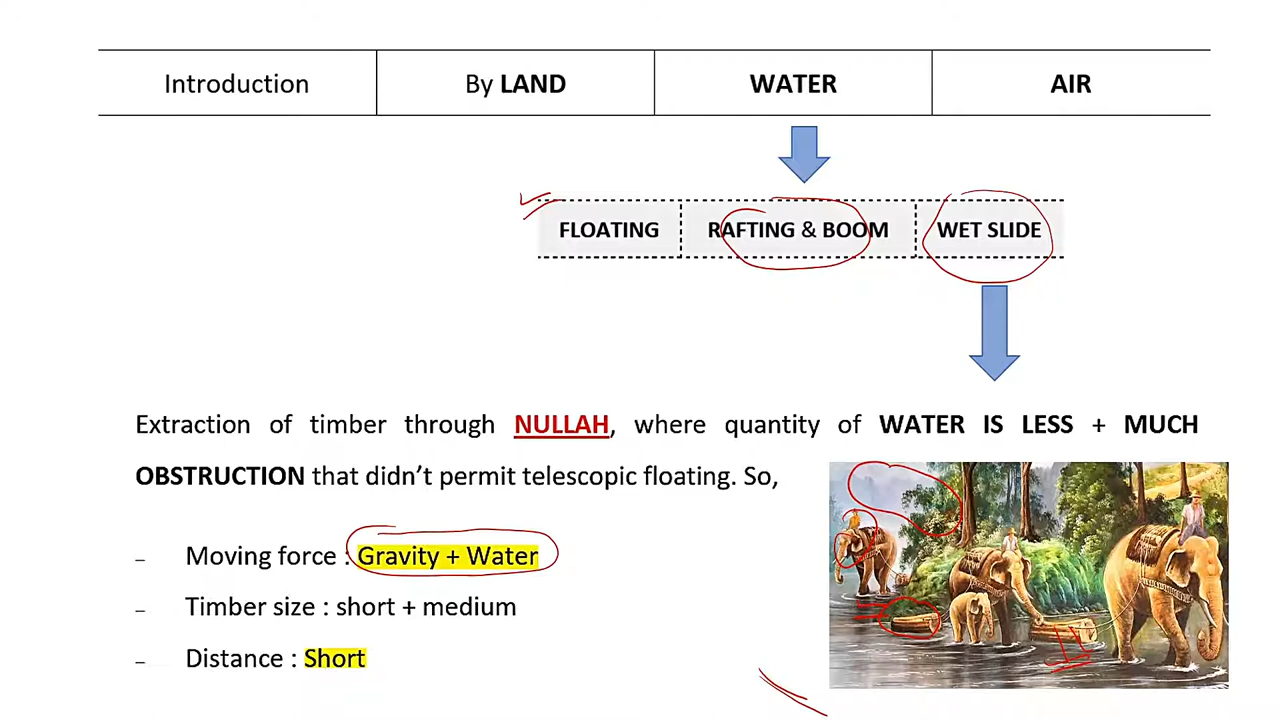 Introduction By LAND WATER AIR
FLOATING RAFTING & BOOM WET SLIDE
Extraction of timber through NULLAH, where quantity of WATER IS LESS + MUCH
OBSTRUCTION that didn't permit telescopic floating. So,
– Moving force : Gravity + Water
– Timber size : short + medium
– Distance : Short